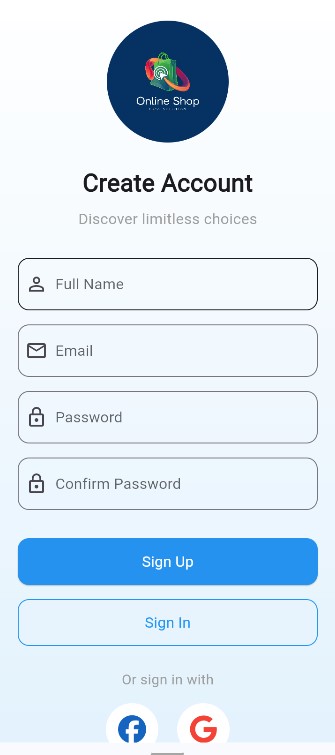 Online Shop
Create Account
Discover limitless choices
Full Name
Email
Password
Confirm Password
Sign Up
Sign In
Or sign in with